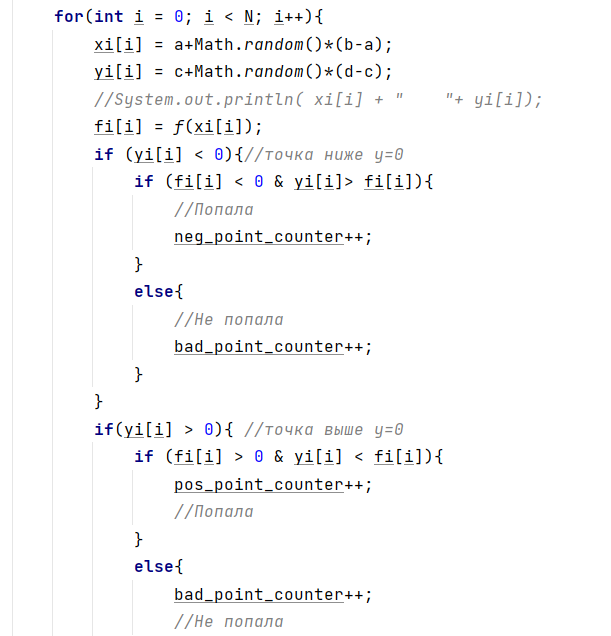 for(int i = 0; i < N; i++){
xi[i] = a+Math.random()*(b-a);
yi[i] = c+Math.random()*(d-c);
//System.out.println( xi[i] + "    "+ yi[i]);
fi[i] = f(xi[i]);
if (yi[i] < 0){//точка ниже y=0
if (fi[i] < 0 & yi[i]> fi[i]){
//Попала
neg_point_counter++;
}
else{
//Не попала
bad_point_counter++;
}
}
if(yi[i] > 0){ //точка выше y=0
if (fi[i] > 0 & yi[i] < fi[i]){
pos_point_counter++;
//Попала
}
else{
bad_point_counter++;
//Не попала